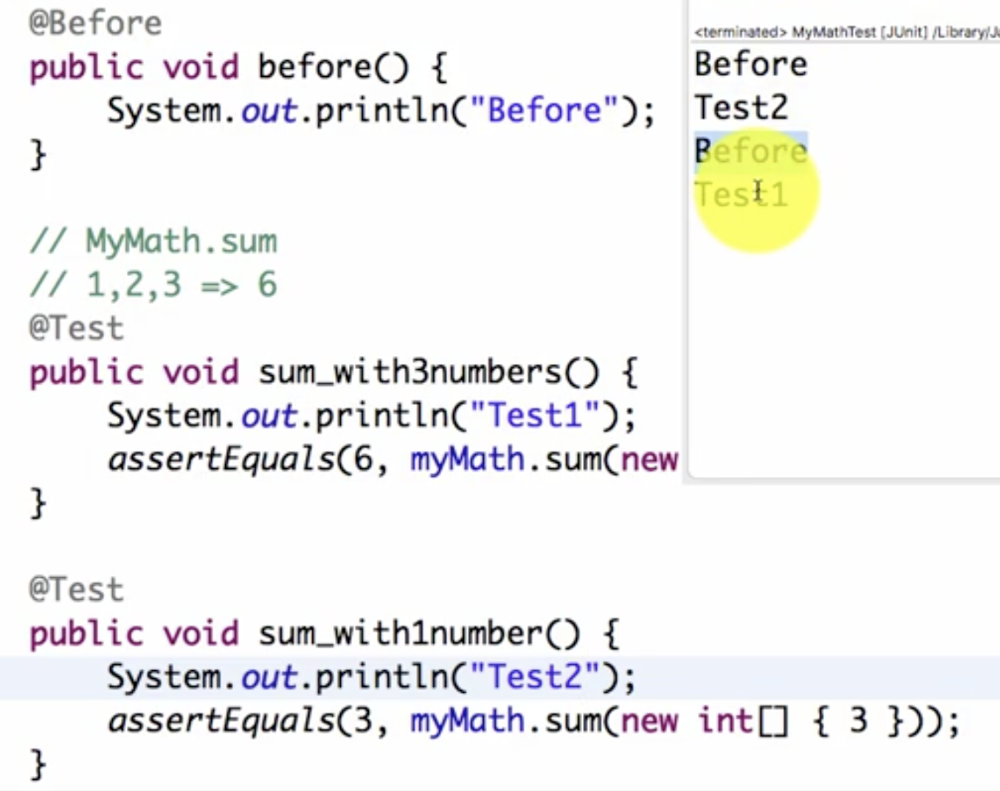 @Before
public void before() {
System.out.println("Before");
}
// MyMath.sum
// 1,2,3 => 6
@Test
public void sum_with3numbers() {
System.out.println("Test1");
assertEquals(6, myMath.sum(new
}
@Test
public void sum_with1number() {
System.out.println("Test2");
assertEquals(3, myMath.sum(new int[] { 3 }));
}
<terminated> MyMathTest [JUnit] /Library/J
Before
Test2
Before
Test1